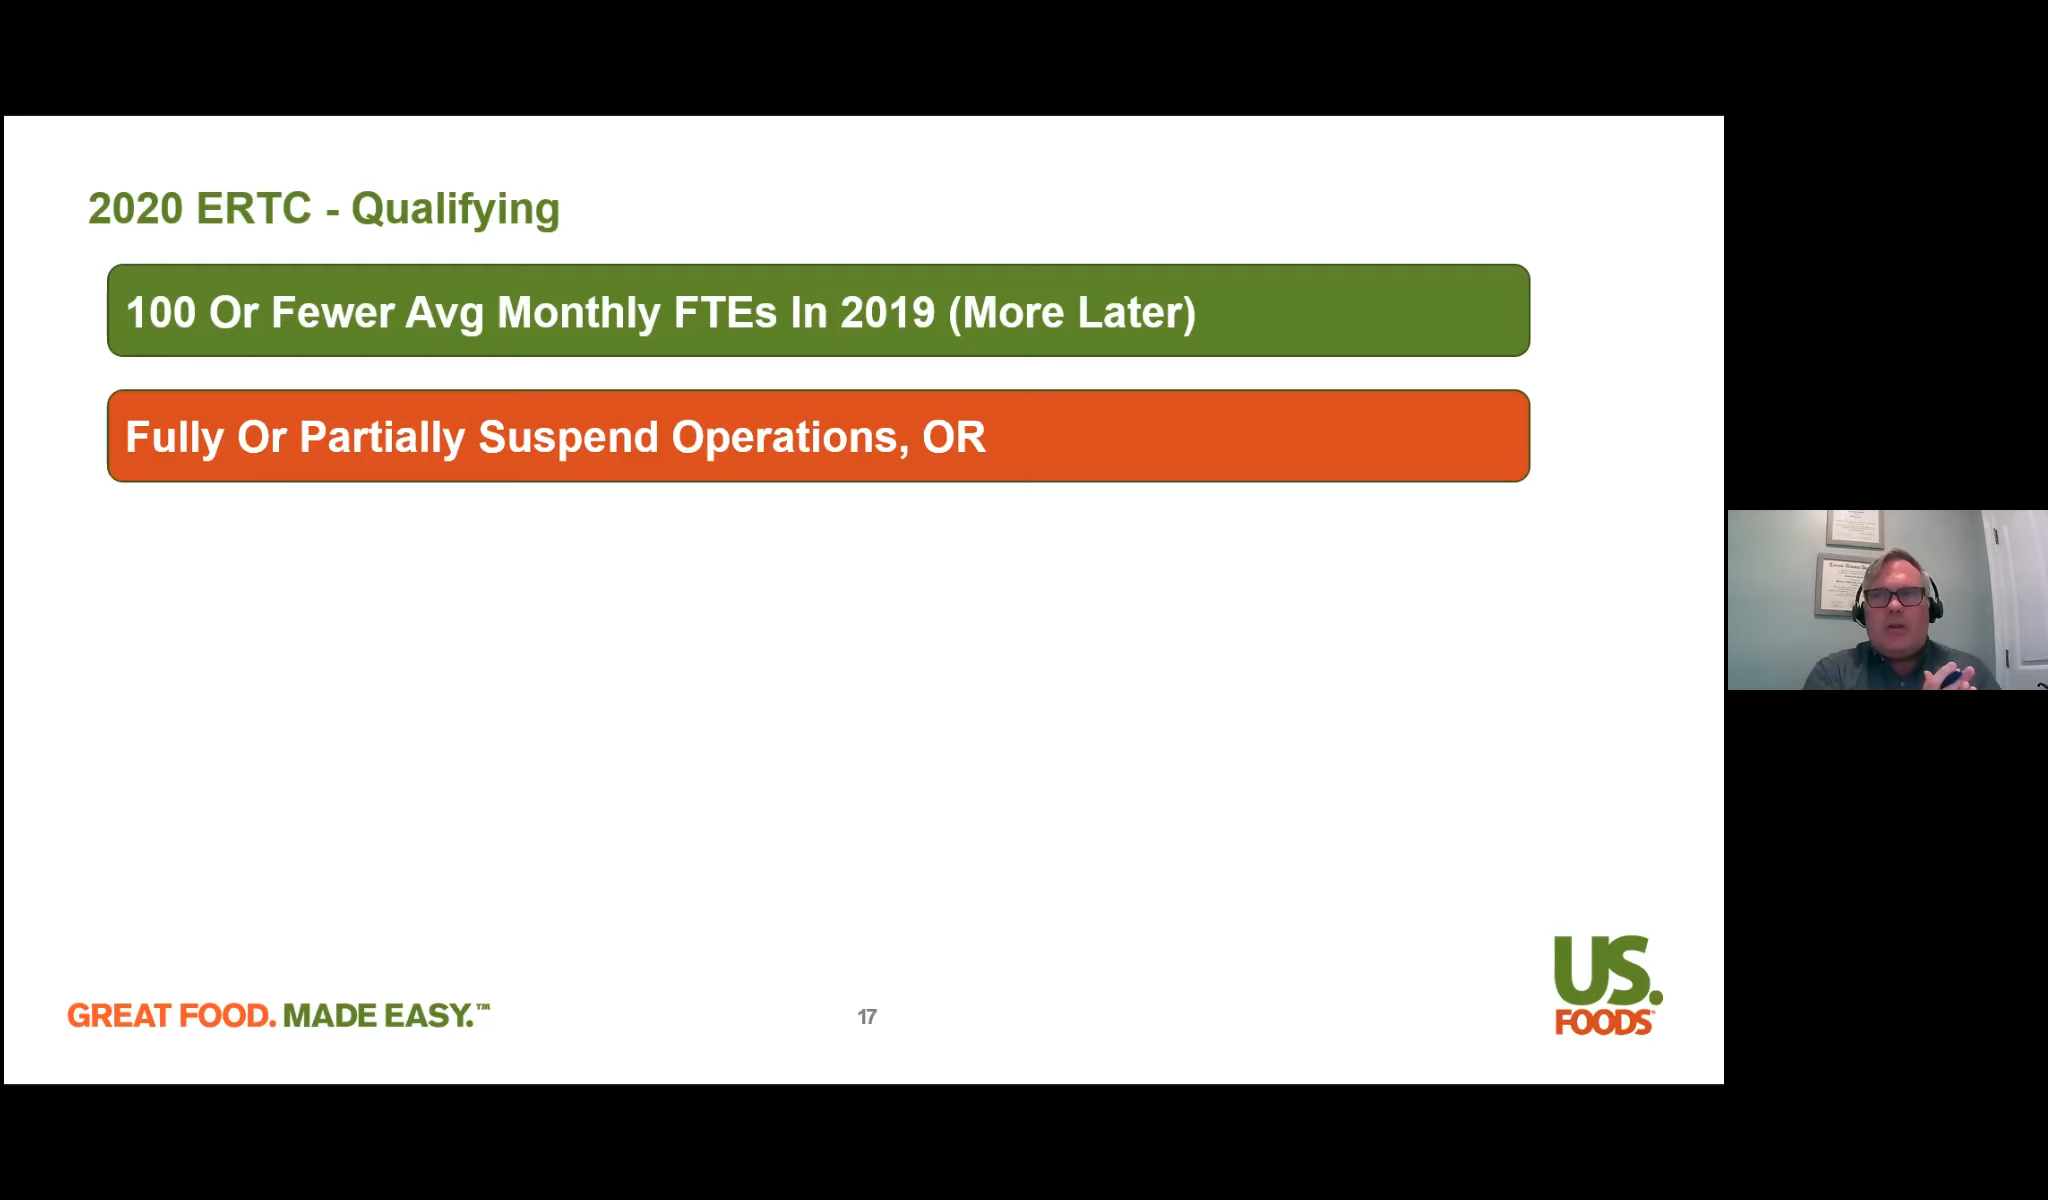 2020 ERTC - Qualifying
100 Or Fewer Avg Monthly FTEs In 2019 (More Later)
Fully Or Partially Suspend Operations, OR
GREAT FOOD. MADE EASY.™
17
US.
FOODS®